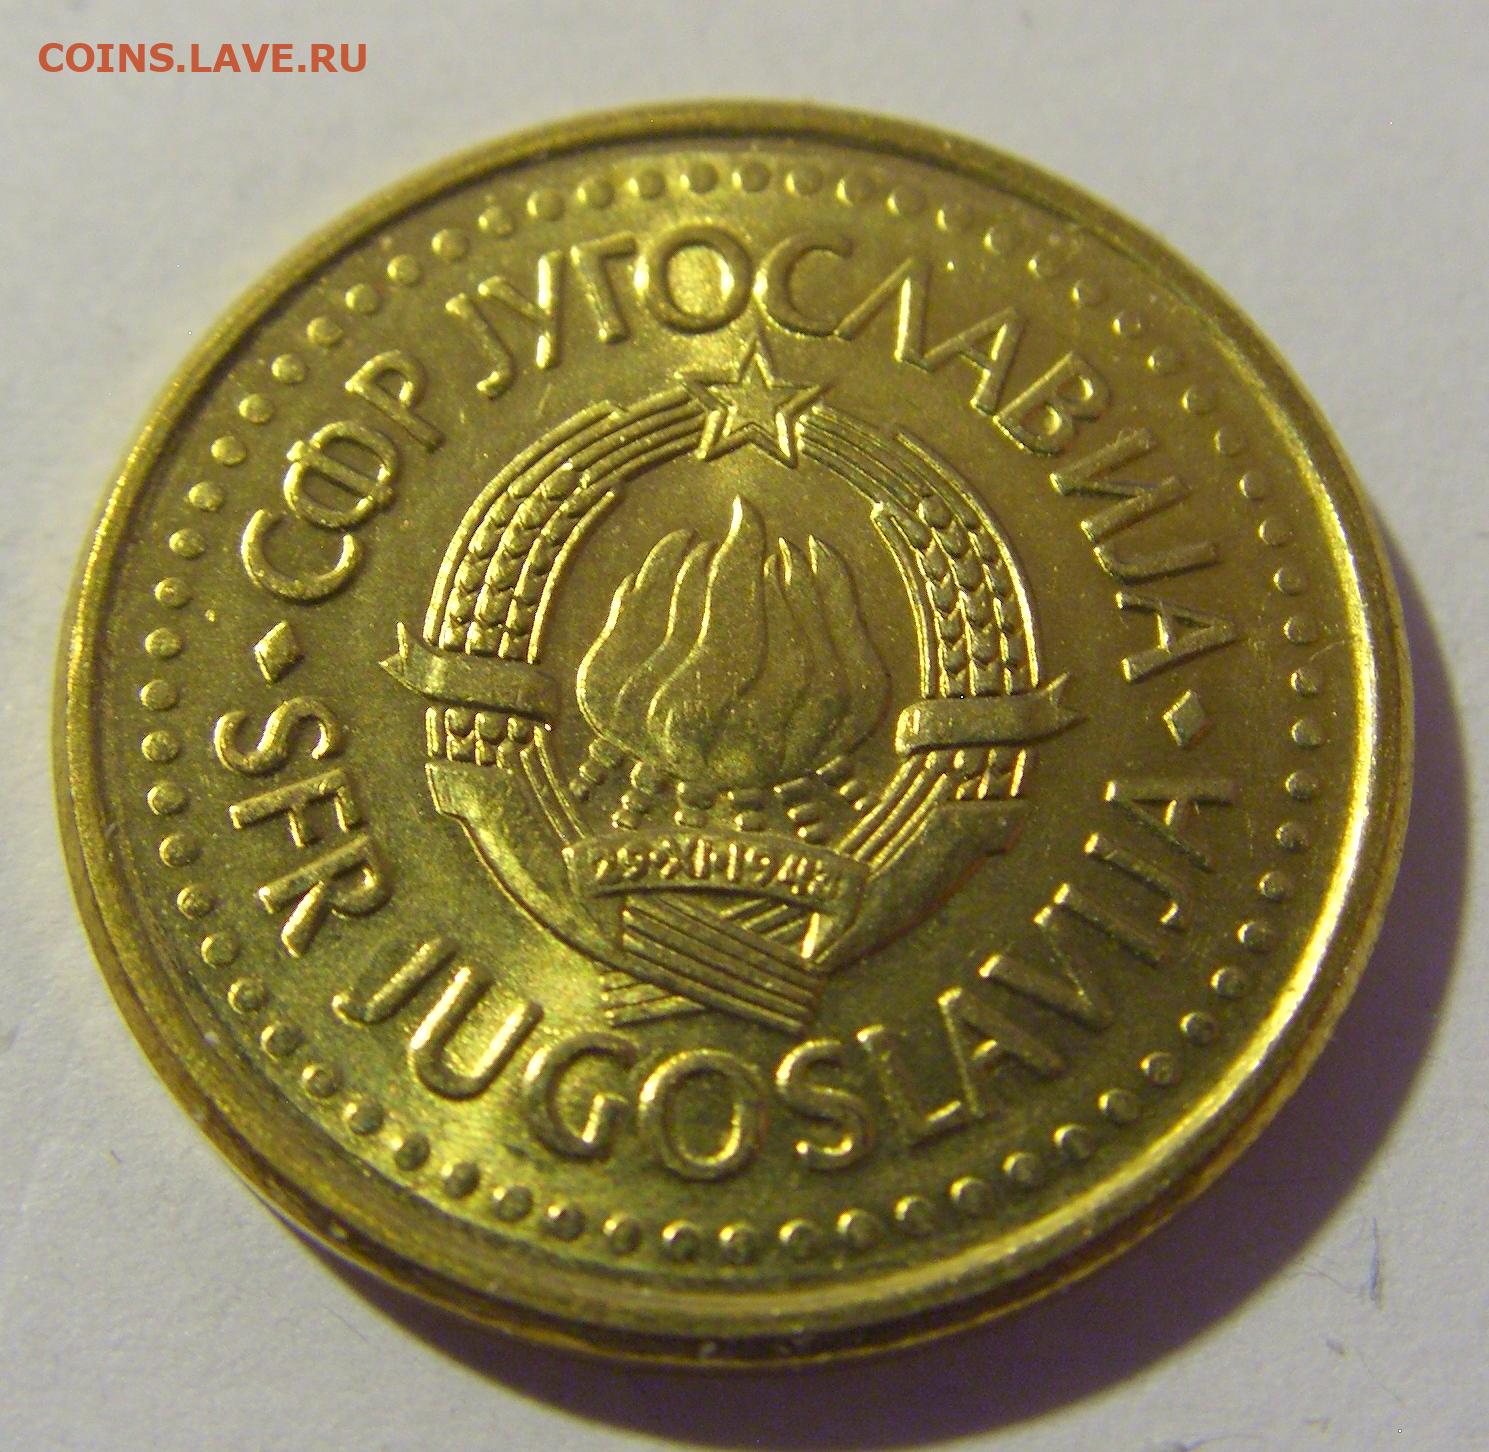 COINS.LAVE.RU
СФР ЈУГОСЛАВИЈА
SFR JUGOSLAVIJA
29·XI·1943